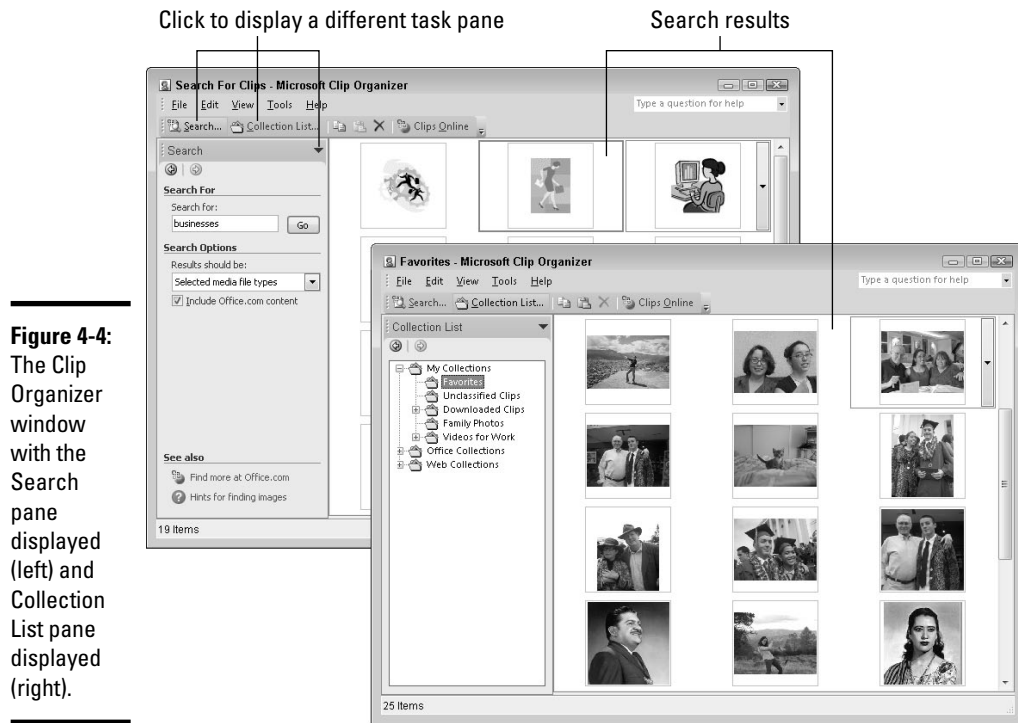 Click to display a different task pane
Search results
Search For Clips - Microsoft Clip Organizer
File Edit View Tools Help
Type a question for help
Search... Collection List... Clips Online
Search
Search For
Search for:
businesses
Go
Search Options
Results should be:
Selected media file types
Include Office.com content
See also
Find more at Office.com
Hints for finding images
19 Items
Favorites - Microsoft Clip Organizer
File Edit View Tools Help
Type a question for help
Search... Collection List... Clips Online
Collection List
My Collections
Favorites
Unclassified Clips
Downloaded Clips
Family Photos
Videos for Work
Office Collections
Web Collections
25 Items
Figure 4-4:
The Clip
Organizer
window
with the
Search
pane
displayed
(left) and
Collection
List pane
displayed
(right).